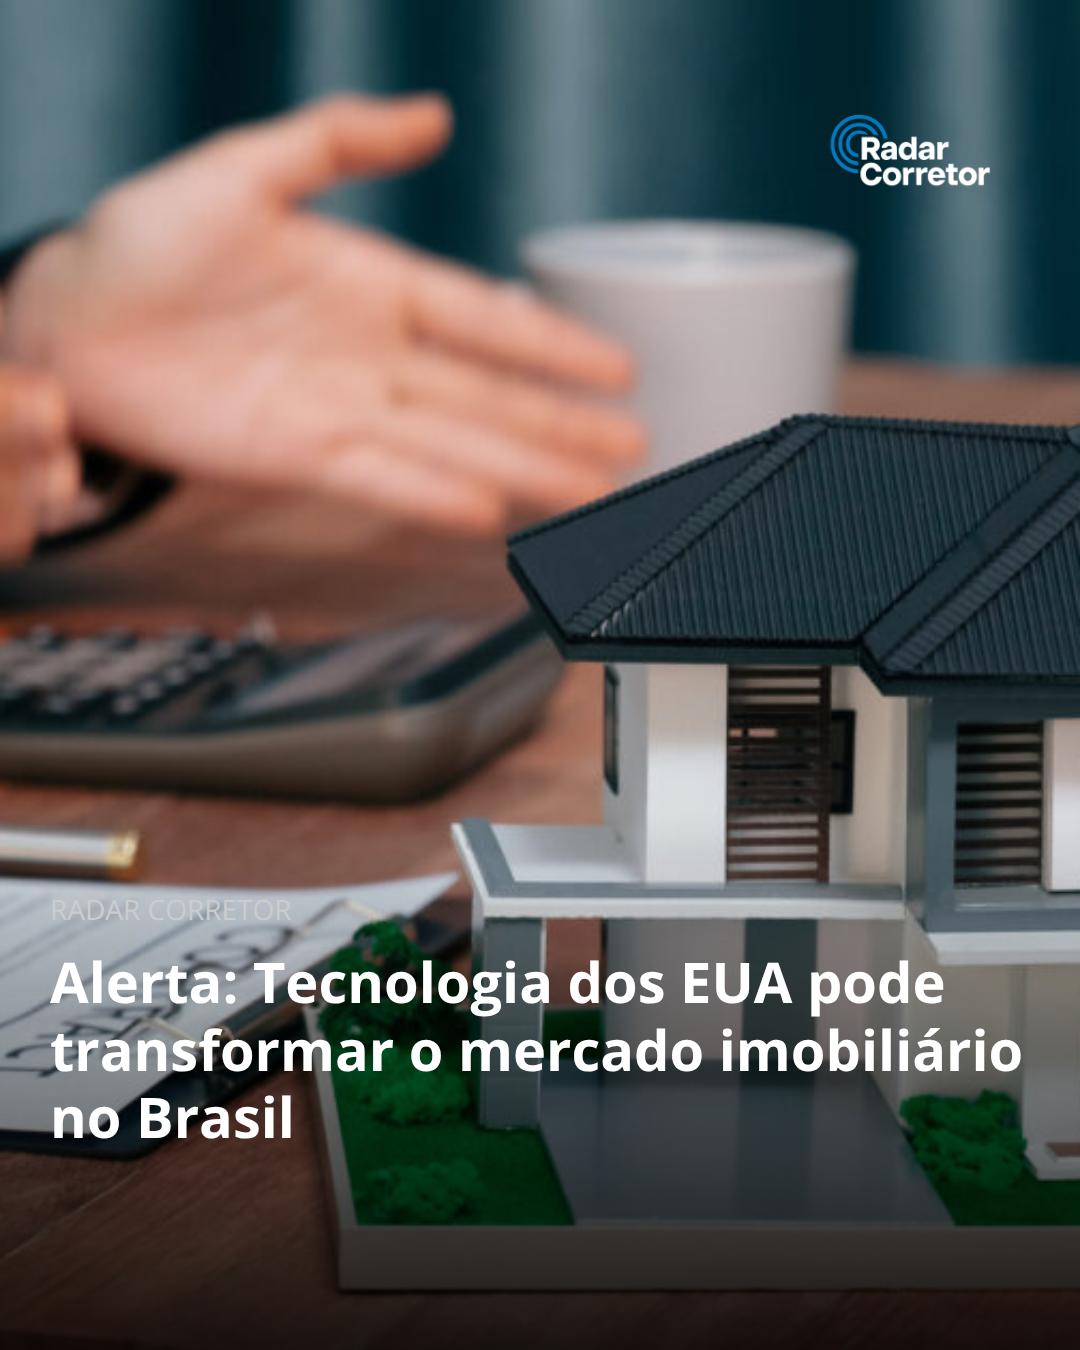 Radar
Corretor
RADAR CORRETOR
Alerta: Tecnologia dos EUA pode
transformar o mercado imobiliário
no Brasil